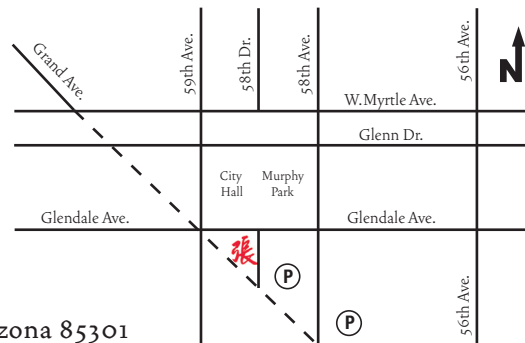 Grand Ave.
59th Ave.
58th Dr.
58th Ave.
56th Ave.
N
W.Myrtle Ave.
Glenn Dr.
City
Hall
Murphy
Park
Glendale Ave.
Glendale Ave.
張
P
P
56th Ave.
zona 85301